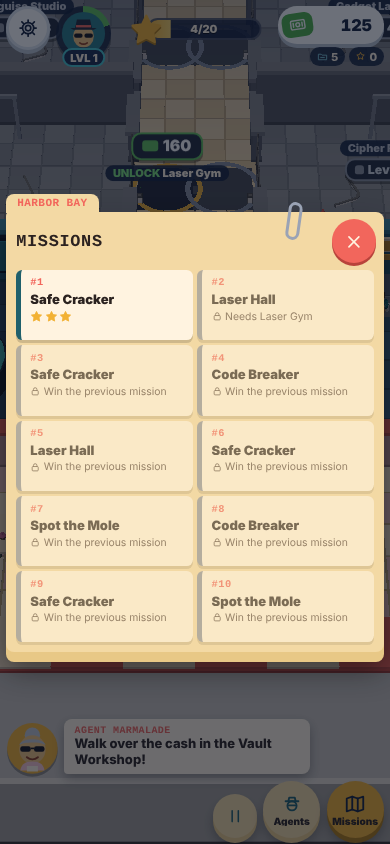 LVL 1
4/20
125
5
0
160
UNLOCK Laser Gym
Cipher
Lev
HARBOR BAY
MISSIONS
#1
Safe Cracker
#2
Laser Hall
Needs Laser Gym
#3
Safe Cracker
Win the previous mission
#4
Code Breaker
Win the previous mission
#5
Laser Hall
Win the previous mission
#6
Safe Cracker
Win the previous mission
#7
Spot the Mole
Win the previous mission
#8
Code Breaker
Win the previous mission
#9
Safe Cracker
Win the previous mission
#10
Spot the Mole
Win the previous mission
AGENT MARMALADE
Walk over the cash in the Vault
Workshop!
Agents
Missions